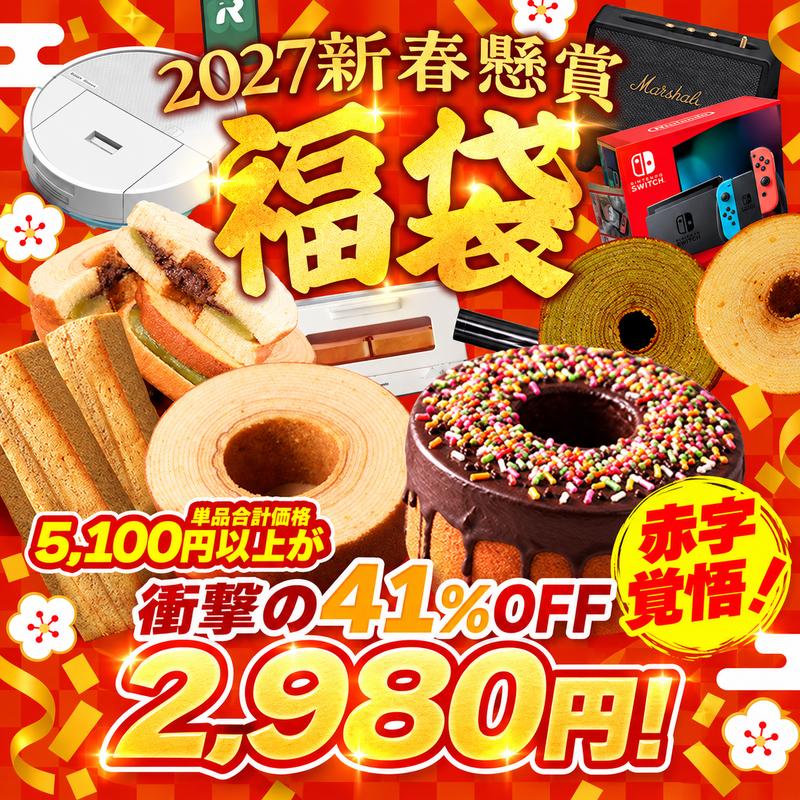 R
2027新春懸賞
福袋
Marshall
Nintendo
NINTENDO
SWITCH
単品合計価格
5,100円以上が
衝撃の41%OFF
2,980円!
赤字
覚悟!